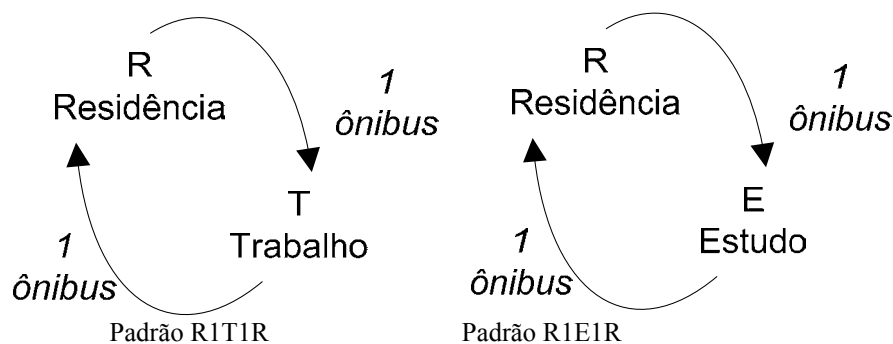 R
Residência
1
ônibus
T
Trabalho
1
ônibus
Padrão R1T1R
R
Residência
1
ônibus
E
Estudo
1
ônibus
Padrão R1E1R